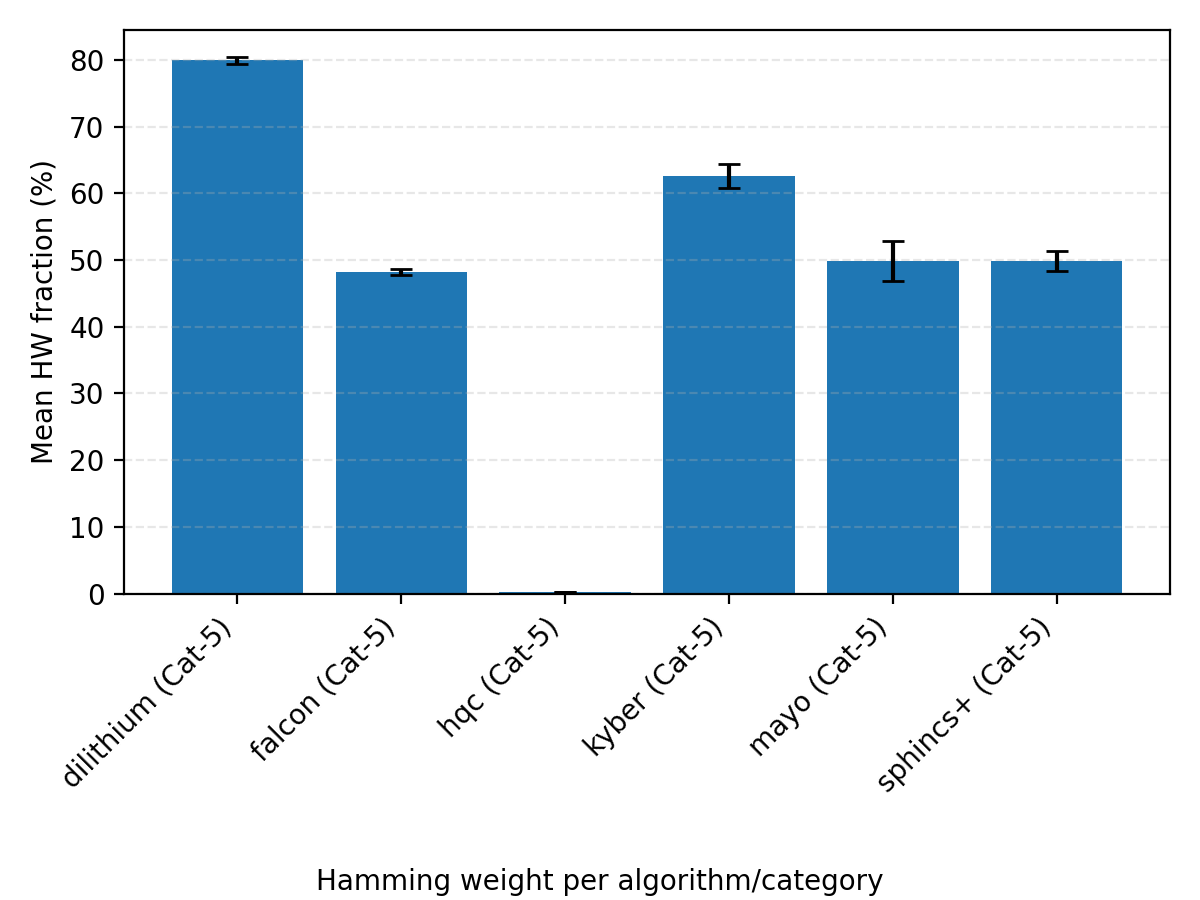 Mean HW fraction (%)
80
70
60
50
40
30
20
10
0
dilithium (Cat-5)
falcon (Cat-5)
hqc (Cat-5)
kyber (Cat-5)
mayo (Cat-5)
sphincs+ (Cat-5)
Hamming weight per algorithm/category